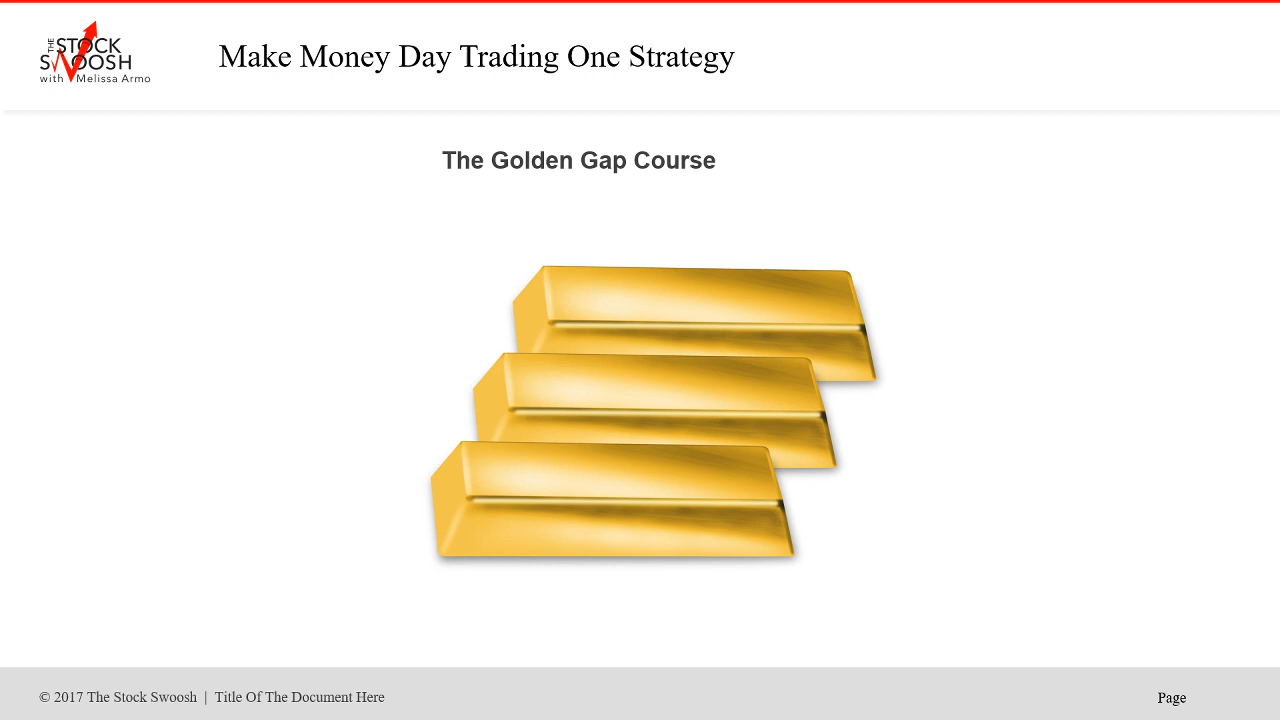 THE STOCK
SWOOSH
with Melissa Armo
Make Money Day Trading One Strategy
The Golden Gap Course
© 2017 The Stock Swoosh | Title Of The Document Here
Page